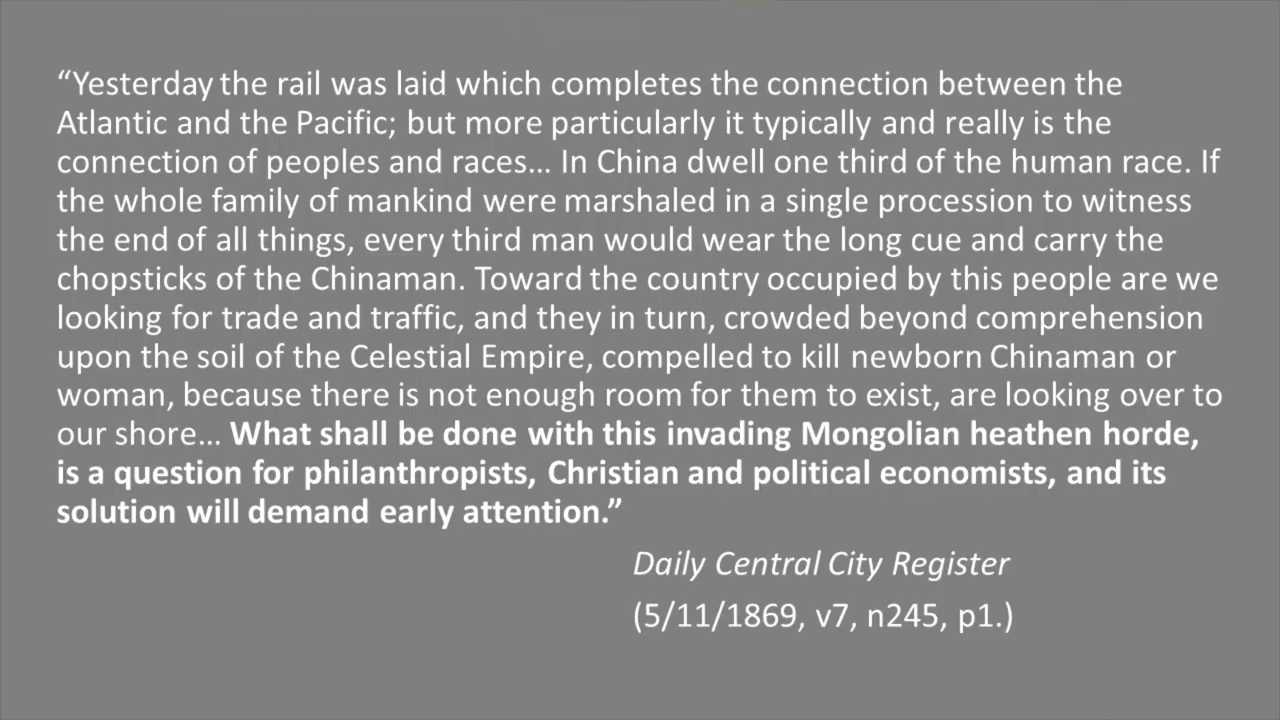 “Yesterday the rail was laid which completes the connection between the
Atlantic and the Pacific; but more particularly it typically and really is the
connection of peoples and races... In China dwell one third of the human race. If
the whole family of mankind were marshaled in a single procession to witness
the end of all things, every third man would wear the long cue and carry the
chopsticks of the Chinaman. Toward the country occupied by this people are we
looking for trade and traffic, and they in turn, crowded beyond comprehension
upon the soil of the Celestial Empire, compelled to kill newborn Chinaman or
woman, because there is not enough room for them to exist, are looking over to
our shore... What shall be done with this invading Mongolian heathen horde,
is a question for philanthropists, Christian and political economists, and its
solution will demand early attention.”
Daily Central City Register
(5/11/1869, v7, n245, p1.)